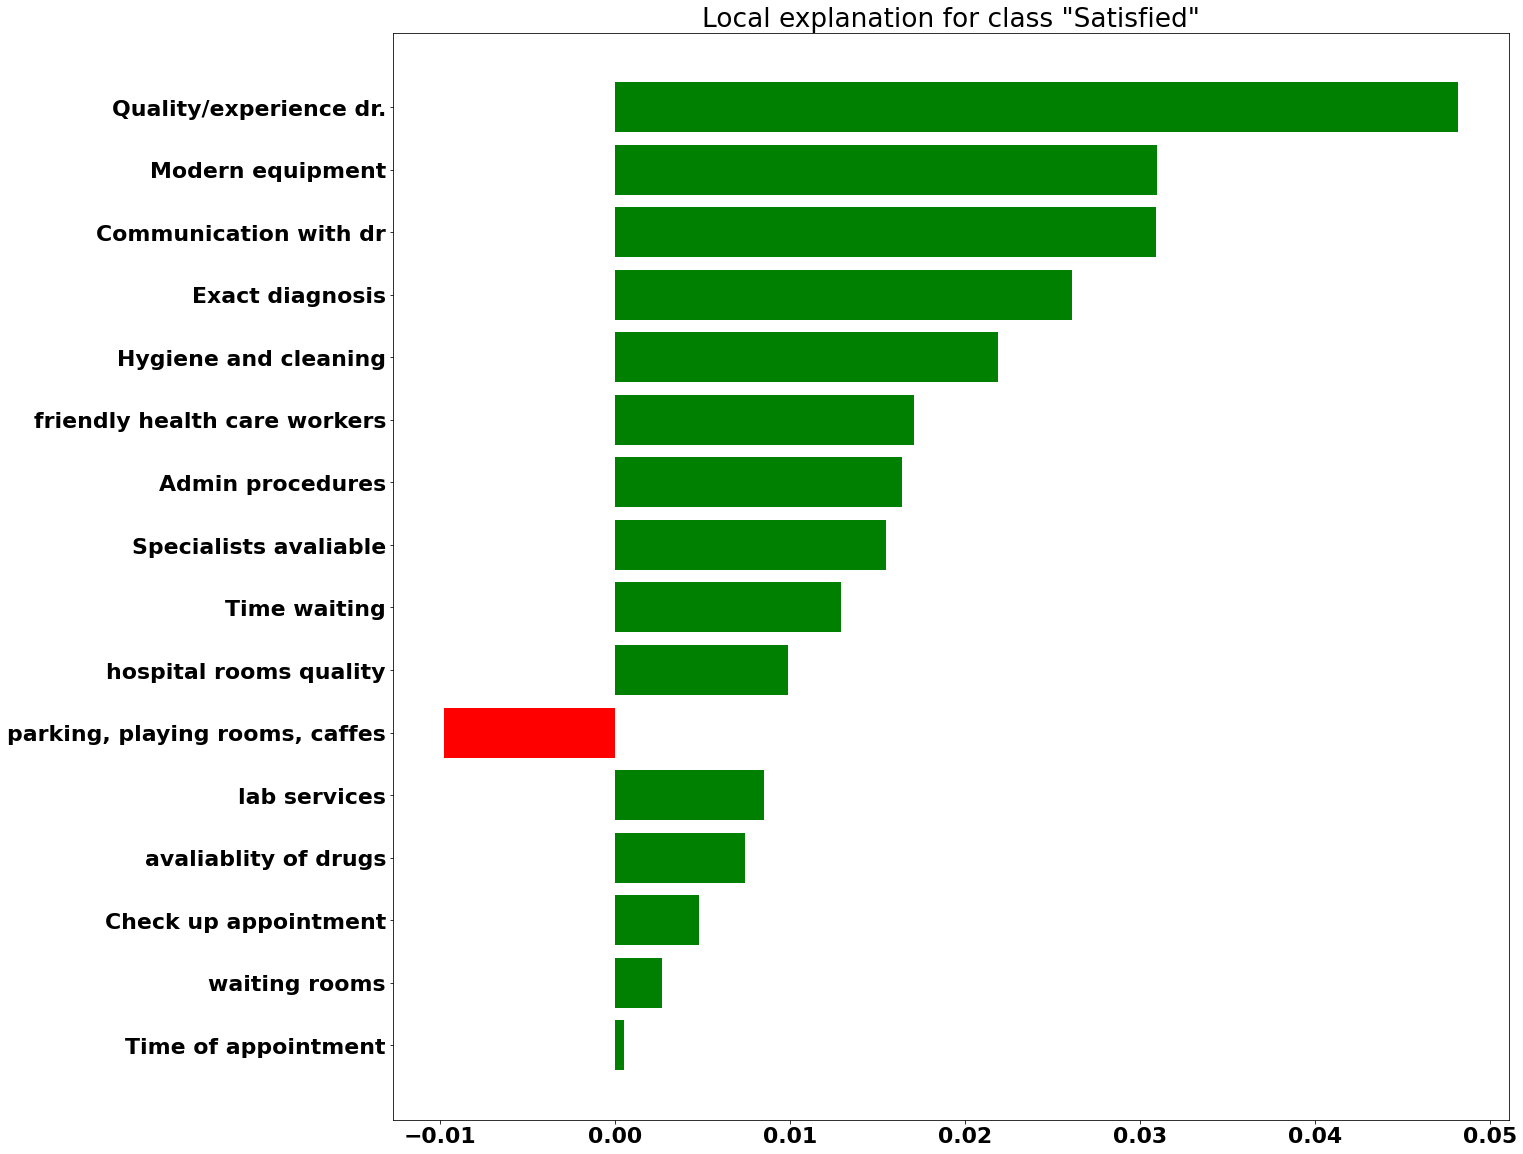 Local explanation for class "Satisfied"
Quality/experience dr.
Modern equipment
Communication with dr
Exact diagnosis
Hygiene and cleaning
friendly health care workers
Admin procedures
Specialists avaliable
Time waiting
hospital rooms quality
parking, playing rooms, caffes
lab services
avaliablity of drugs
Check up appointment
waiting rooms
Time of appointment
−0.01 0.00 0.01 0.02 0.03 0.04 0.05